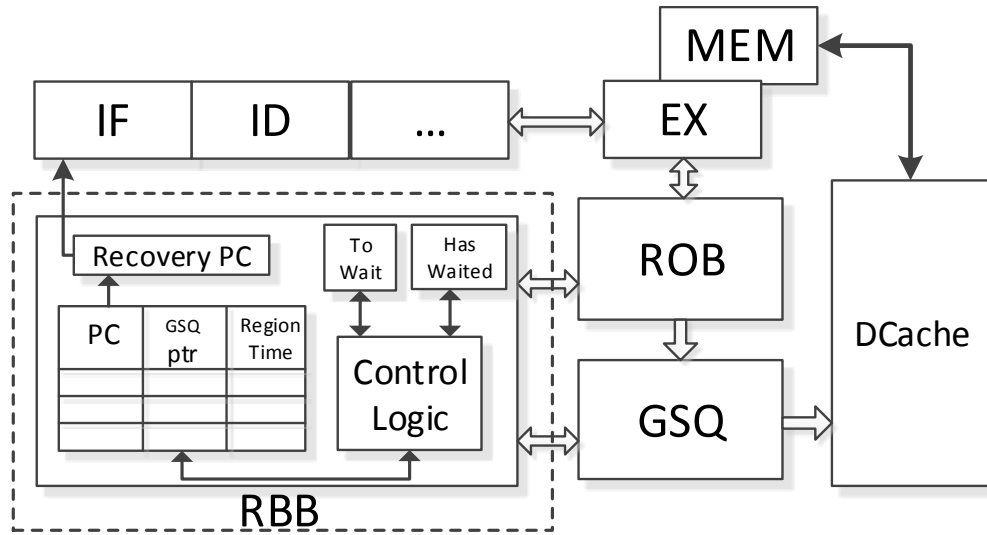 MEM
IF
ID
...
EX
Recovery PC
To
Wait
Has
Waited
ROB
PC
GSQ
ptr
Region
Time
Control
Logic
DCache
GSQ
RBB